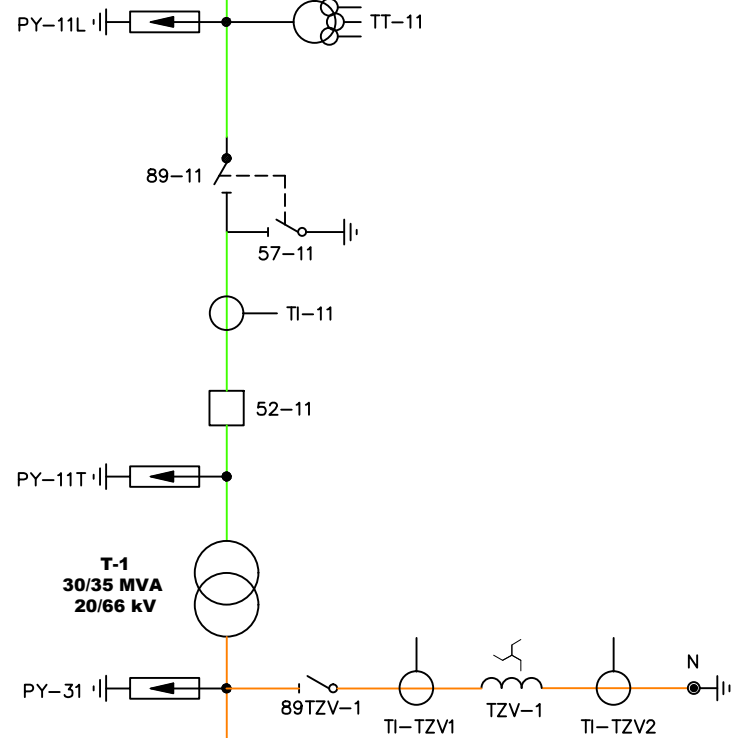 PY-11L
TT-11
89-11
57-11
TI-11
52-11
PY-11T
T-1
30/35 MVA
20/66 kV
PY-31
89TZV-1
TI-TZV1
TZV-1
TI-TZV2
N